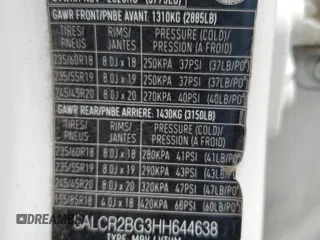 GAWR FRONT/PNBE AVANT: 1310KG (2885LB)
TIRES/ RIMS/ PRESSURE (COLD)/
PNEUS JANTES PRESSION (A FROID)
235/60R18 8.0J x 18 250KPA 37PSI (37LB/PO²)
235/55R19 8.0J x 19 250KPA 37PSI (37LB/PO²)
245/45R20 8.0J x 20 270KPA 40PSI (40LB/PO²)
GAWR REAR/PNBE ARRIERE: 1430KG (3150LB)
TIRES/ RIMS/ PRESSURE (COLD)/
PNEUS JANTES PRESSION (A FROID)
235/60R18 8.0J x 18 280KPA 41PSI (41LB/PO²)
235/55R19 8.0J x 19 290KPA 43PSI (43LB/PO²)
245/45R20 8.0J x 20 320KPA 47PSI (47LB/PO²)
155/85R18 4.0J x 18 420KPA 60PSI (60LB/PO²)
SALCR2BG3HH644638